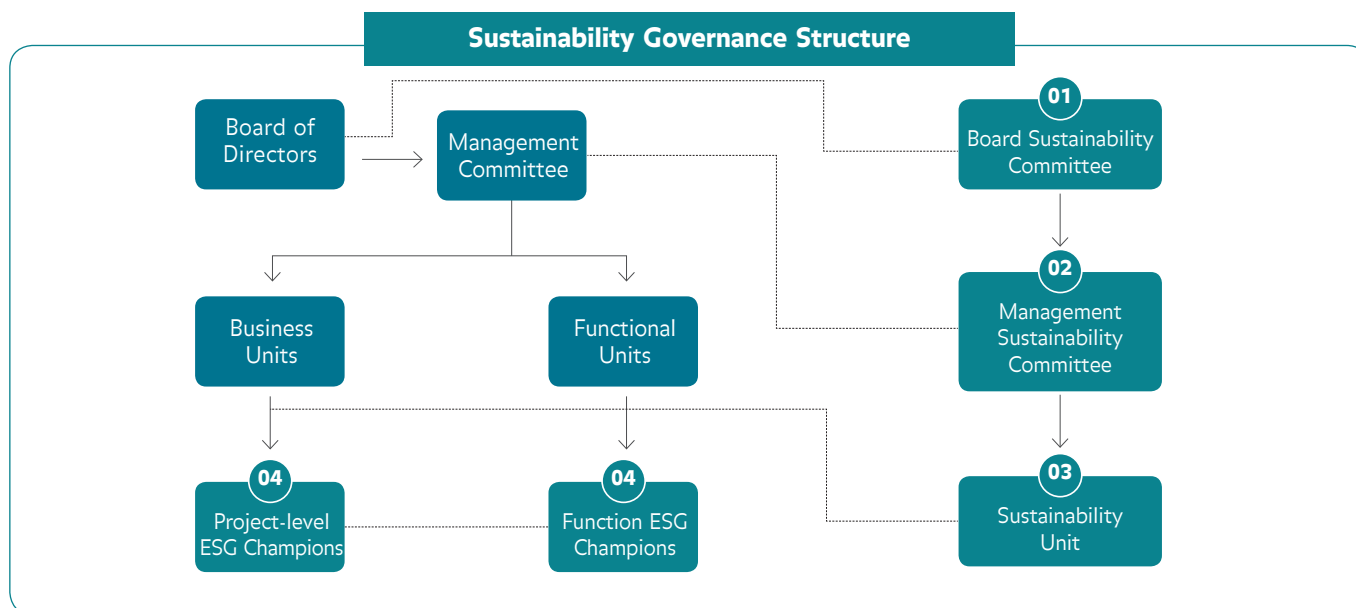 Sustainability Governance Structure
Board of
Directors
Management
Committee
01
Board Sustainability
Committee
02
Management
Sustainability
Committee
Business
Units
Functional
Units
04
Project-level
ESG Champions
04
Function ESG
Champions
03
Sustainability
Unit